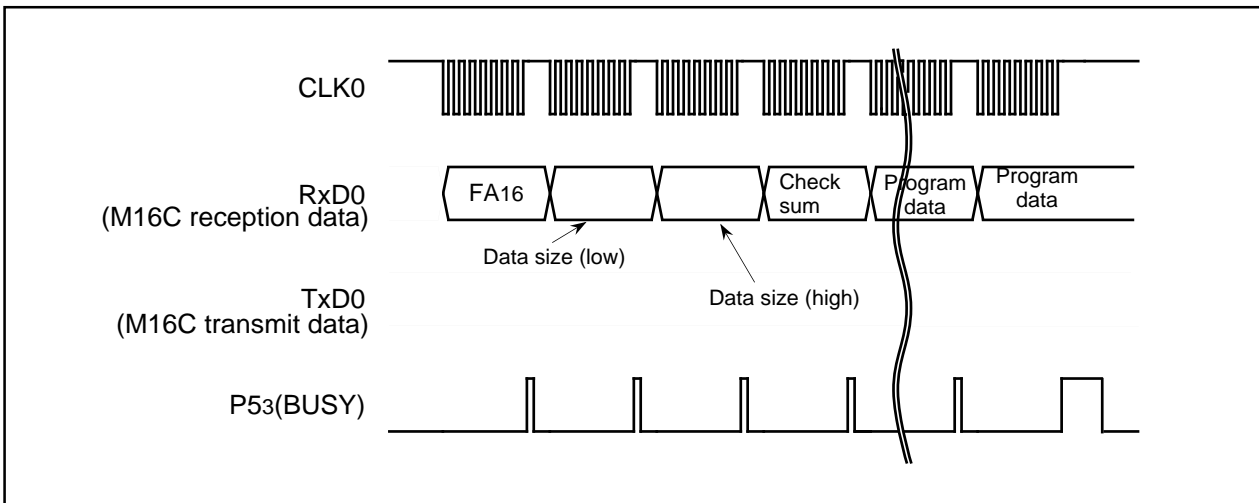 CLK0
RxD0
(M16C reception data)
FA16
Check
sum
Program
data
Program
data
Data size (low)
Data size (high)
TxD0
(M16C transmit data)
P53(BUSY)